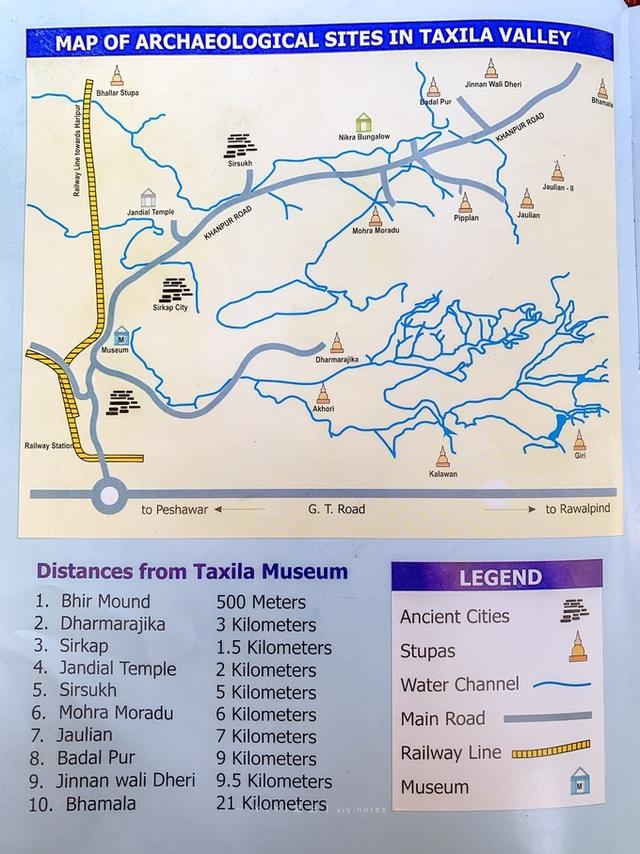 MAP OF ARCHAEOLOGICAL SITES IN TAXILA VALLEY
Bhallar Stupa
Railway Line towards Haripur
Jandial Temple
Sirsukh
Nikra Bungalow
Badal Pur
Jinnan Wali Dheri
Bhamala
KHANPUR ROAD
KHANPUR ROAD
Jaulian - II
Jaulian
Pipplan
Mohra Moradu
Sirkap City
Museum
M
Dharmarajika
Akhori
Giri
Kalawan
Railway Station
to Peshawar
G. T. Road
to Rawalpind
Distances from Taxila Museum
1. Bhir Mound 500 Meters
2. Dharmarajika 3 Kilometers
3. Sirkap 1.5 Kilometers
4. Jandial Temple 2 Kilometers
5. Sirsukh 5 Kilometers
6. Mohra Moradu 6 Kilometers
7. Jaulian 7 Kilometers
8. Badal Pur 9 Kilometers
9. Jinnan wali Dheri 9.5 Kilometers
10. Bhamala 21 Kilometers
LEGEND
Ancient Cities
Stupas
Water Channel
Main Road
Railway Line
Museum
M
yiyinotes